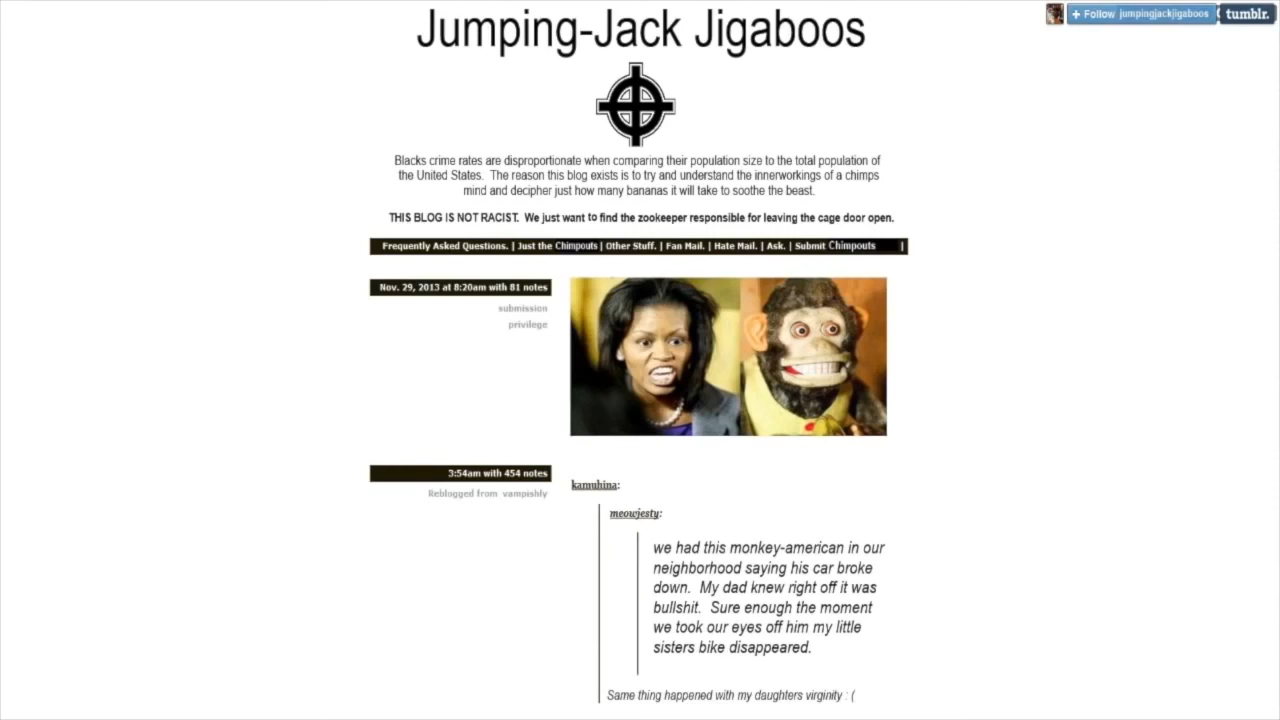 Jumping-Jack Jigaboos
+ Follow jumpingjackjigaboos
tumblr.
Blacks crime rates are disproportionate when comparing their population size to the total population of
the United States. The reason this blog exists is to try and understand the innerworkings of a chimps
mind and decipher just how many bananas it will take to soothe the beast.
THIS BLOG IS NOT RACIST. We just want to find the zookeeper responsible for leaving the cage door open.
Frequently Asked Questions. | Just the Chimpouts | Other Stuff. | Fan Mail. | Hate Mail. | Ask. | Submit Chimpouts |
Nov. 29, 2013 at 8:20am with 81 notes
submission
privilege
3:54am with 454 notes
Reblogged from vampishly
kamuhina:
meowjesty:
we had this monkey-american in our
neighborhood saying his car broke
down. My dad knew right off it was
bullshit. Sure enough the moment
we took our eyes off him my little
sisters bike disappeared.
Same thing happened with my daughters virginity : (